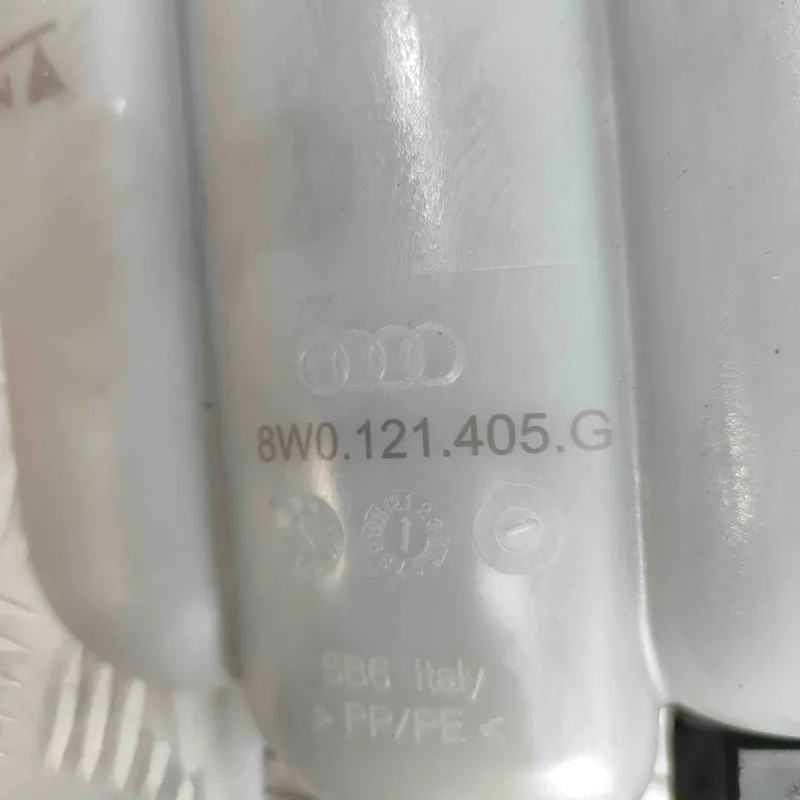 8W0.121.405.G
SB6 Italy
>PP/PE<